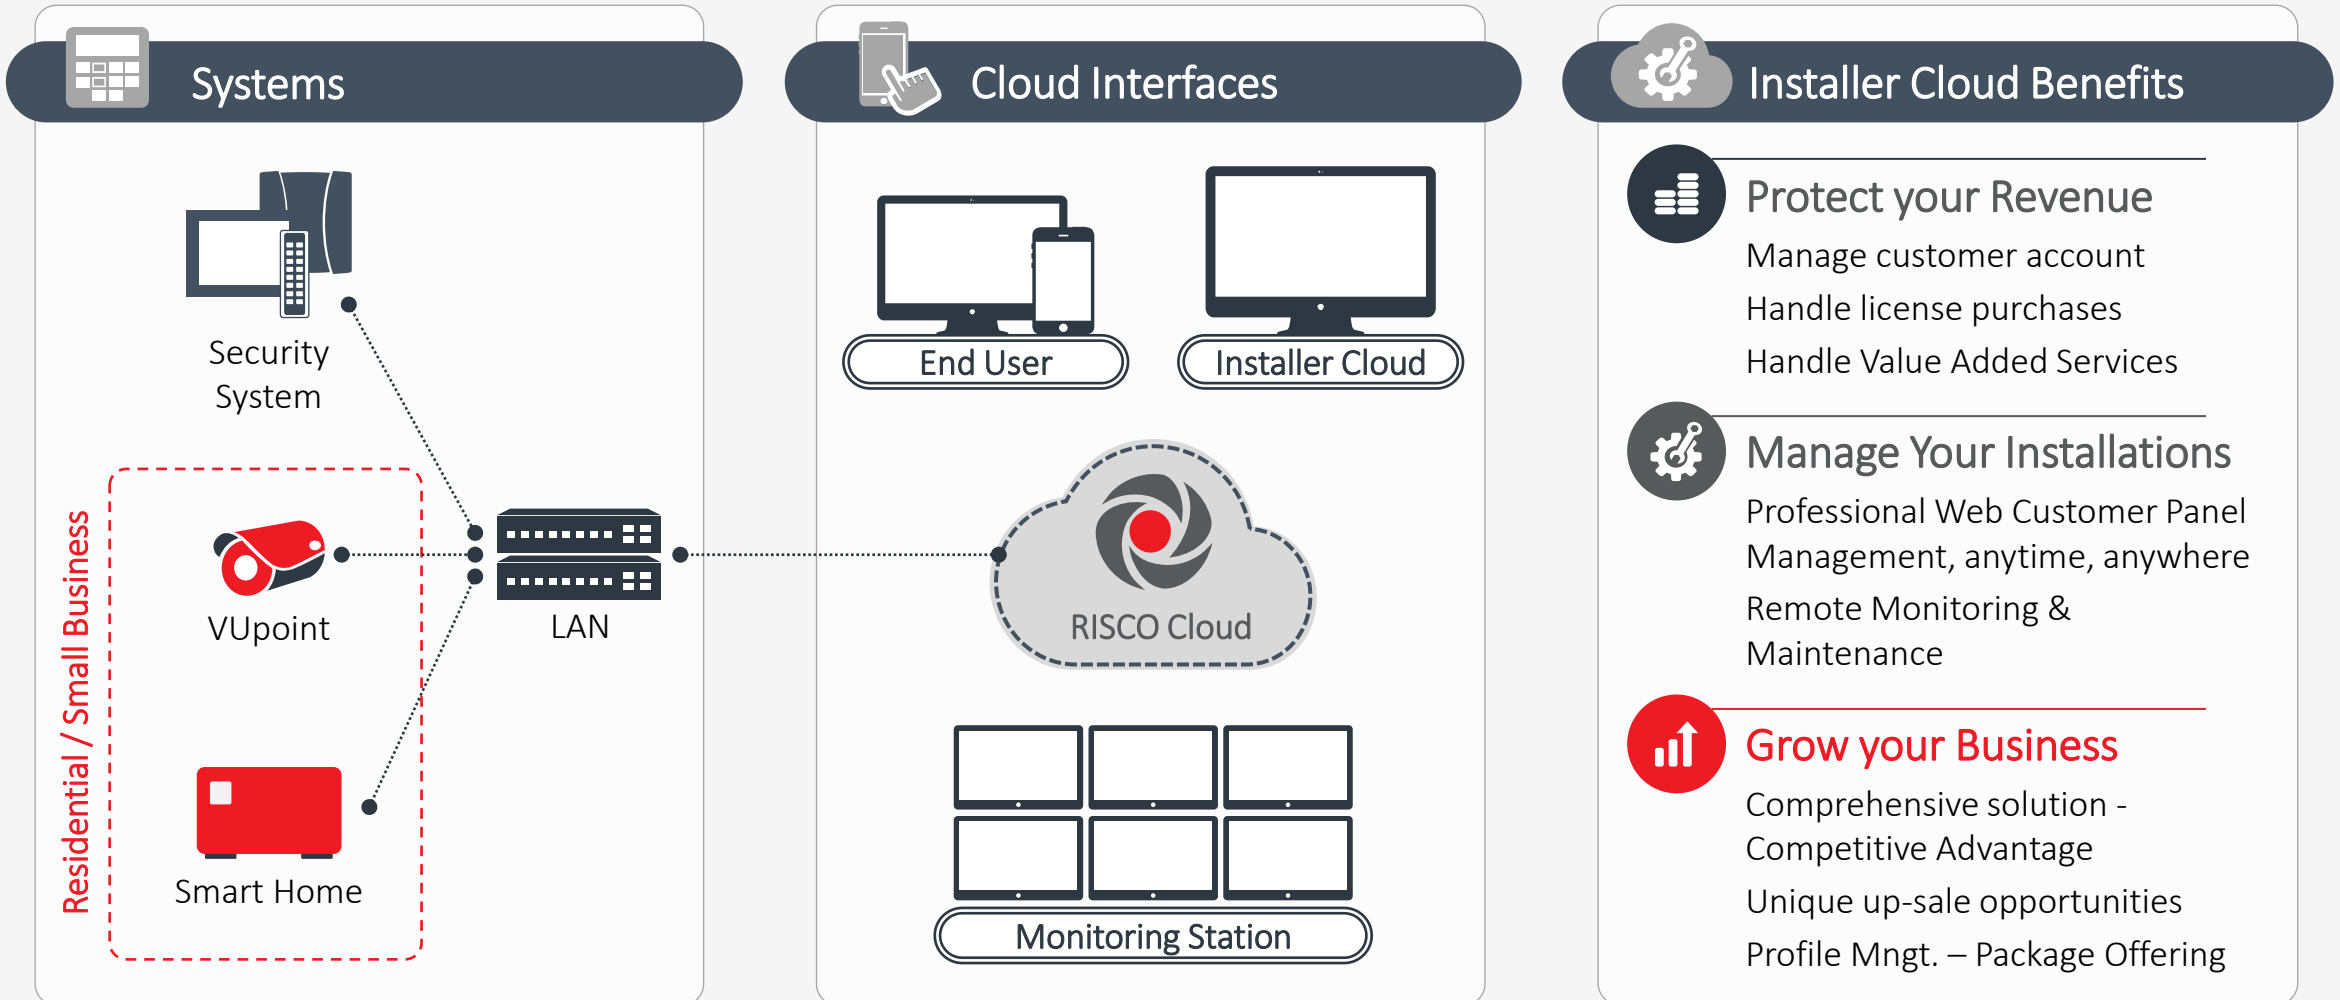 Systems
Security
System
Residential / Small Business
VUpoint
LAN
Smart Home
Cloud Interfaces
End User
Installer Cloud
RISCO Cloud
Monitoring Station
Installer Cloud Benefits
Protect your Revenue
Manage customer account
Handle license purchases
Handle Value Added Services
Manage Your Installations
Professional Web Customer Panel
Management, anytime, anywhere
Remote Monitoring &
Maintenance
Grow your Business
Comprehensive solution -
Competitive Advantage
Unique up-sale opportunities
Profile Mngt. – Package Offering